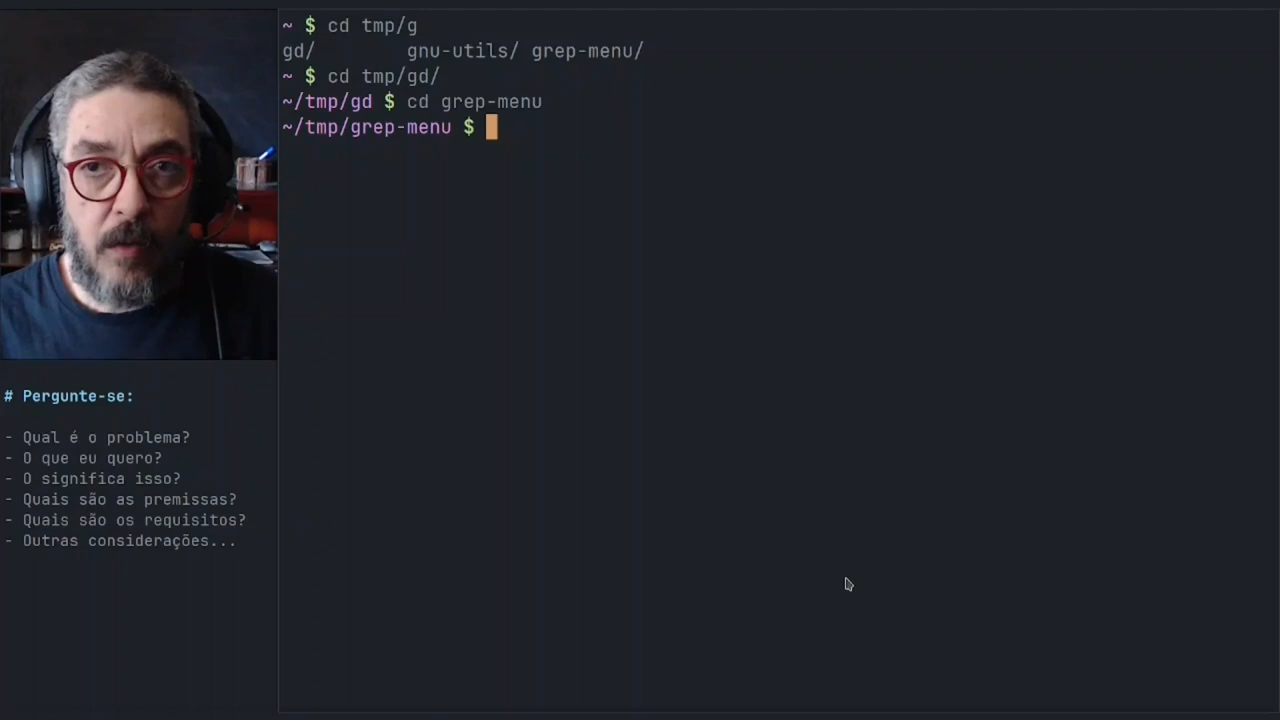 ~ $ cd tmp/g
gd/ gnu-utils/ grep-menu/
~ $ cd tmp/gd/
~/tmp/gd $ cd grep-menu
~/tmp/grep-menu $
# Pergunte-se:
- Qual é o problema?
- O que eu quero?
- O significa isso?
- Quais são as premissas?
- Quais são os requisitos?
- Outras considerações...